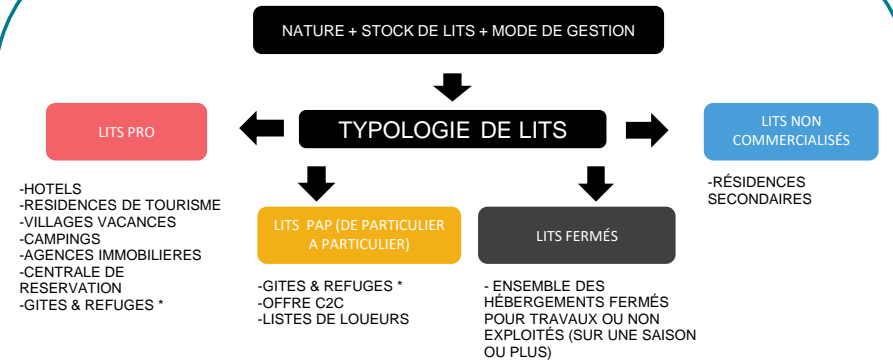 NATURE + STOCK DE LITS + MODE DE GESTION
TYPOLOGIE DE LITS
LITS PRO
-HOTELS
-RESIDENCES DE TOURISME
-VILLAGES VACANCES
-CAMPINGS
-AGENCES IMMOBILIERES
-CENTRALE DE
RESERVATION
-GITES & REFUGES *
LITS PAP (DE PARTICULIER
A PARTICULIER)
-GITES & REFUGES *
-OFFRE C2C
-LISTES DE LOUEURS
LITS FERMÉS
- ENSEMBLE DES
HÉBERGEMENTS FERMÉS
POUR TRAVAUX OU NON
EXPLOITÉS (SUR UNE SAISON
OU PLUS)
LITS NON
COMMERCIALISÉS
-RÉSIDENCES
SECONDAIRES